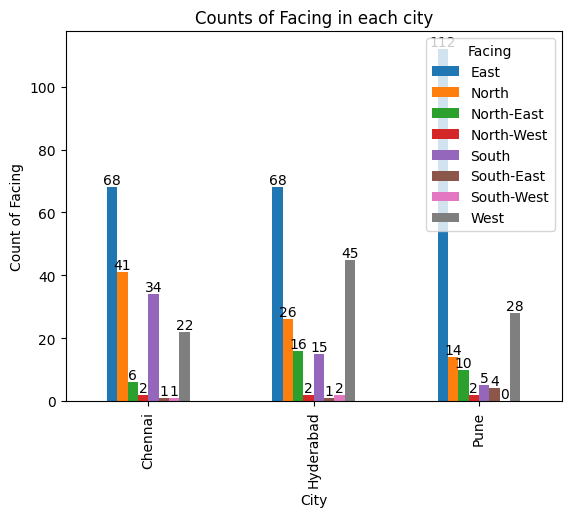 Counts of Facing in each city
Count of Facing
100
80
60
40
20
0
68
41
6
2
34
1
1
22
68
26
16
2
15
1
2
45
112
14
10
2
5
4
0
28
Facing
East
North
North-East
North-West
South
South-East
South-West
West
Chennai
Hyderabad
Pune
City